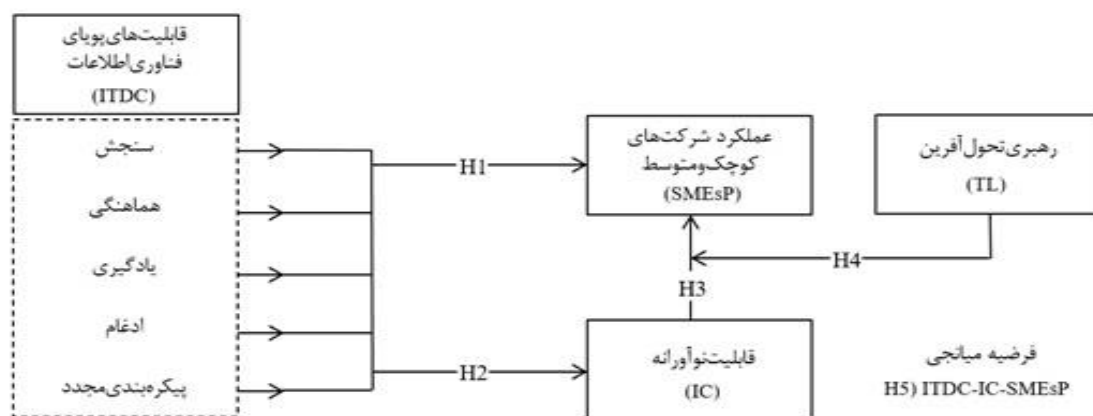 قابلیت‌های‌پویای
فناوری‌اطلاعات
(ITDC)
سنجش
هماهنگی
یادگیری
ادغام
پیکره‌بندی‌مجدد
H1
H2
عملکرد شرکت‌های
کوچک‌ومتوسط
(SMEsP)
رهبری‌تحول‌آفرین
(TL)
H4
H3
قابلیت‌نوآورانه
(IC)
فرضیه میانجی
H5) ITDC-IC-SMEsP